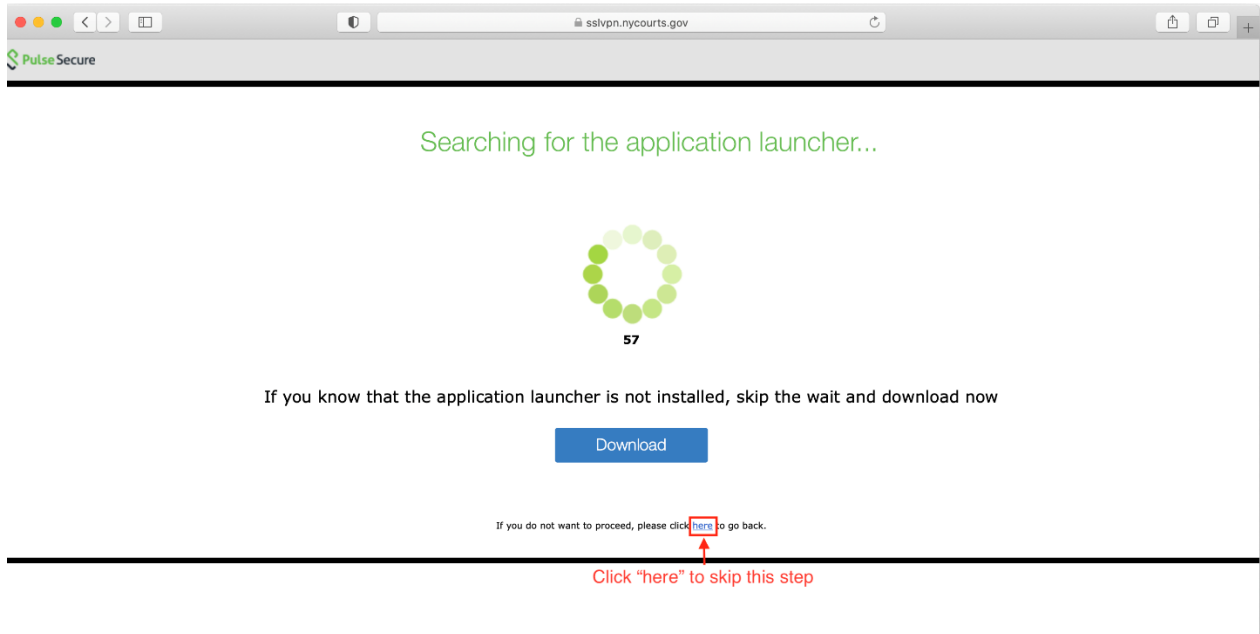 sslvpn.nycourts.gov
Pulse Secure
Searching for the application launcher...
57
If you know that the application launcher is not installed, skip the wait and download now
Download
If you do not want to proceed, please click here to go back.
Click “here” to skip this step